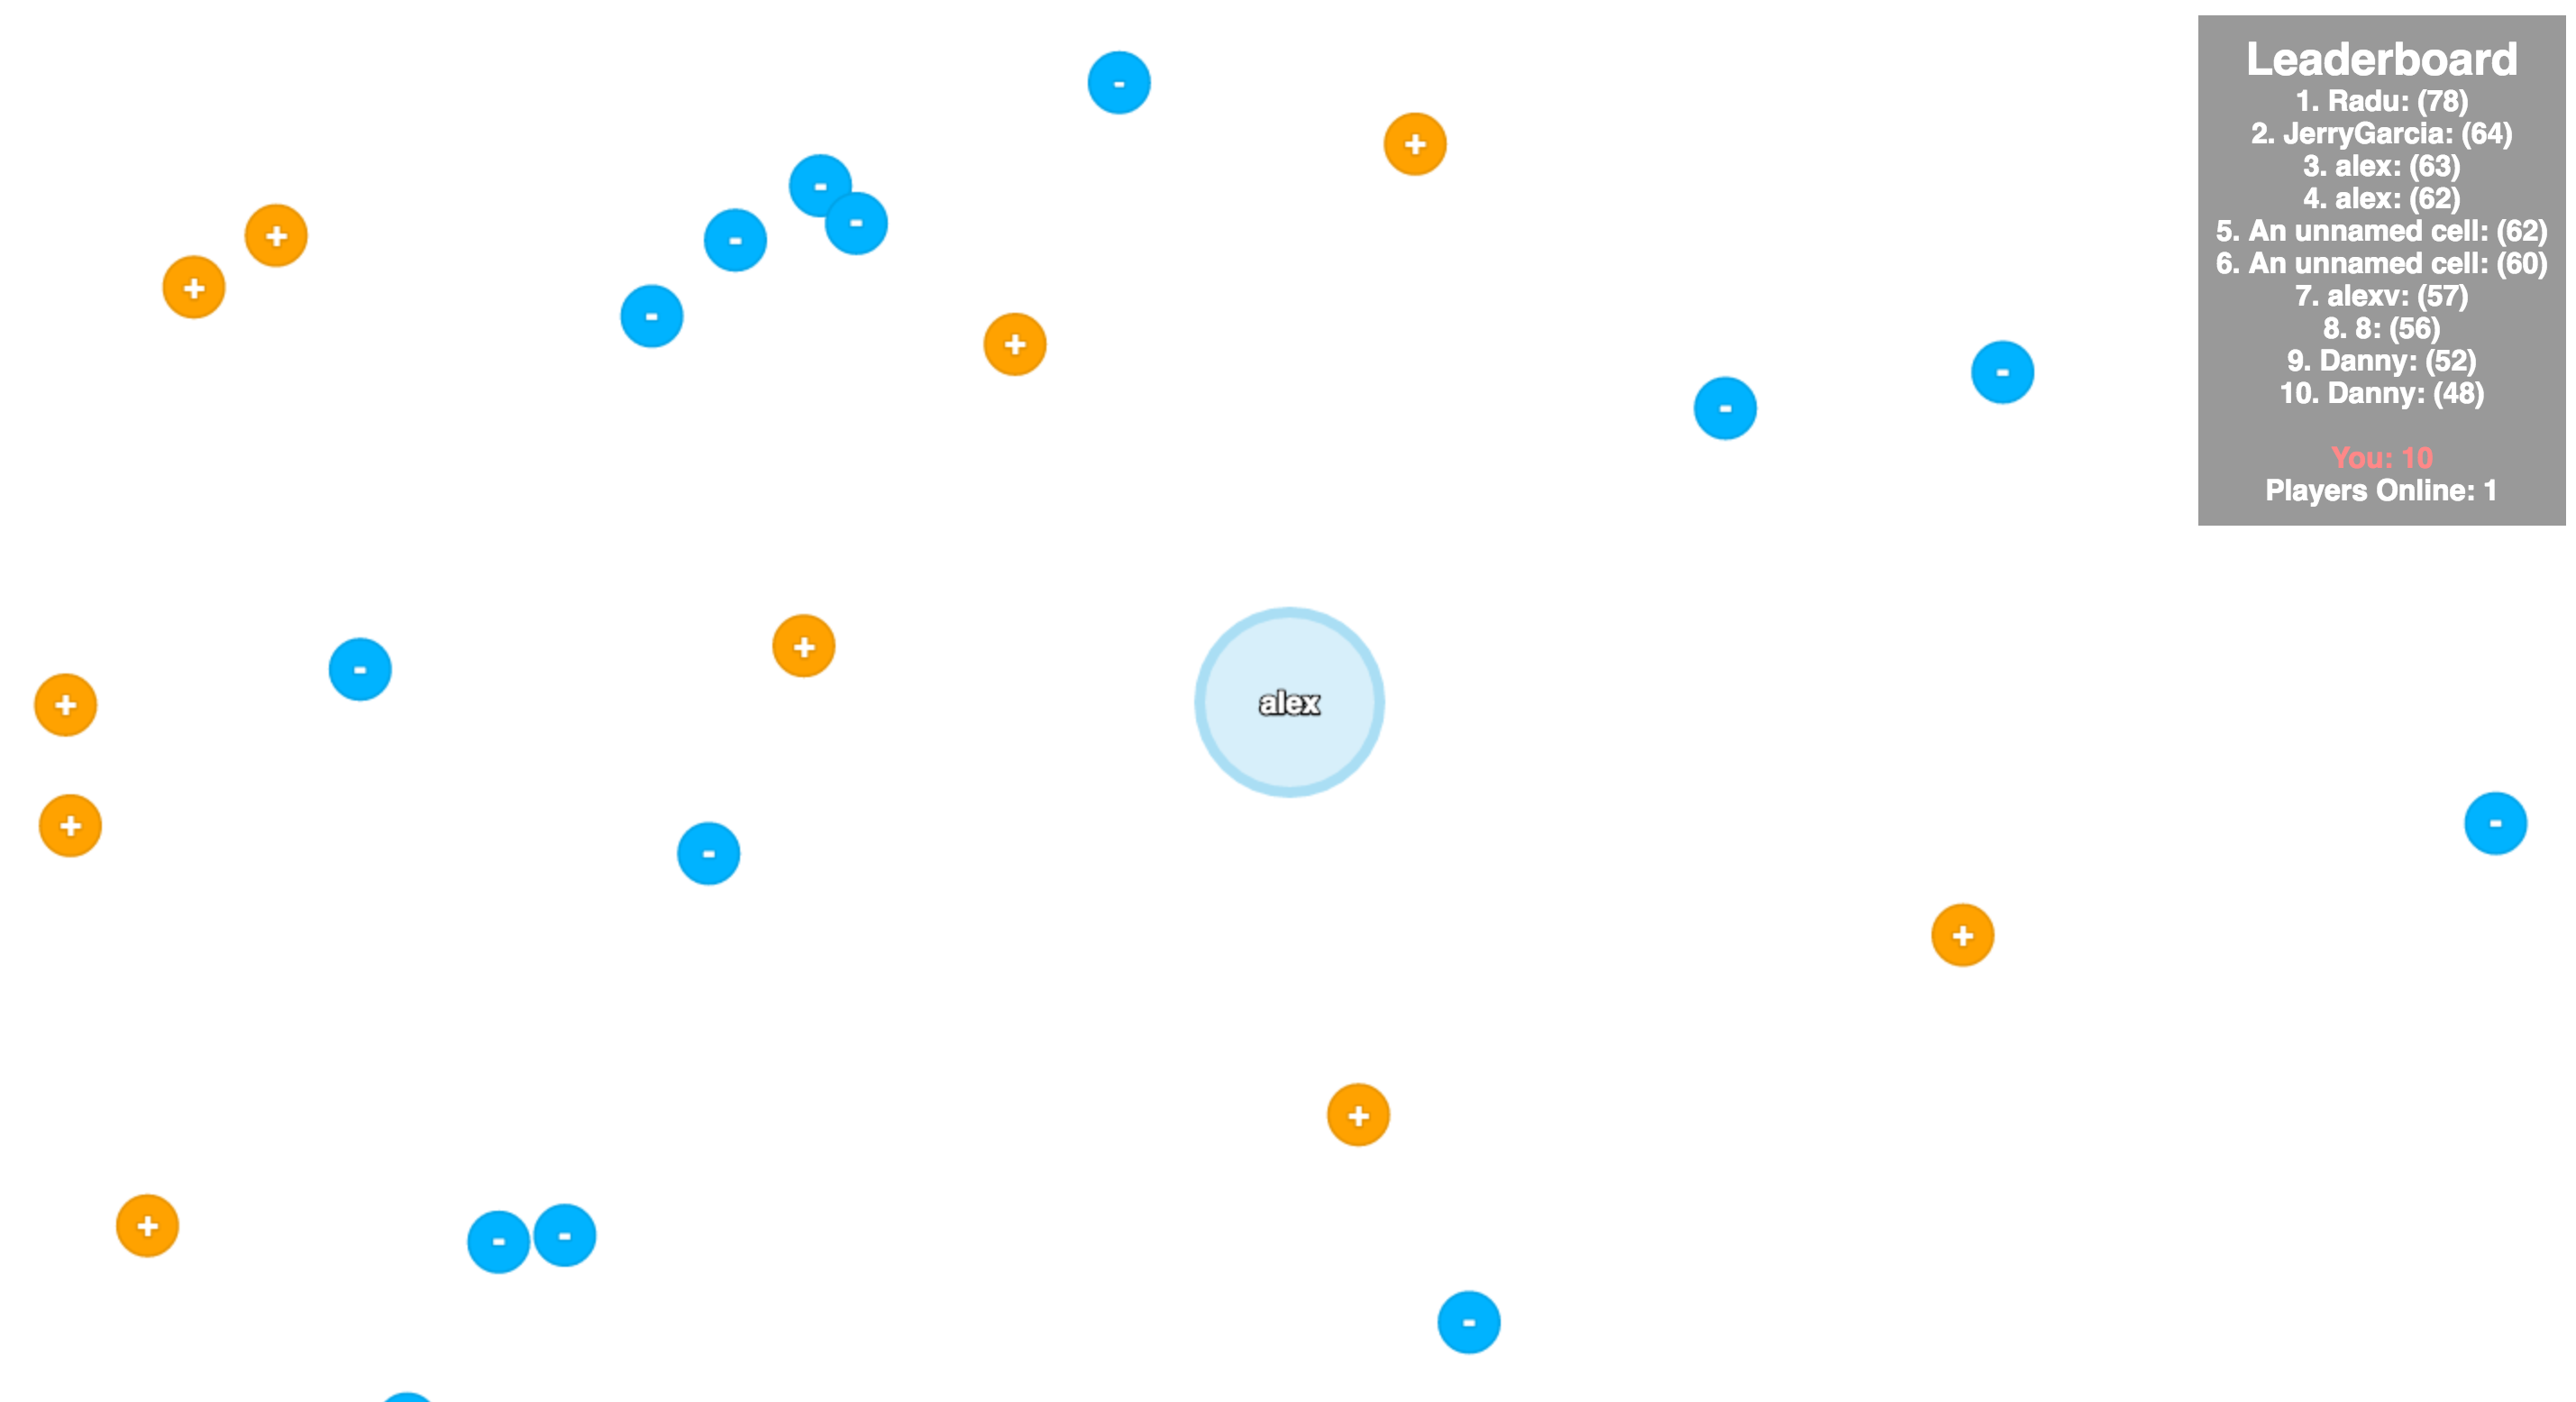 Leaderboard
1. Radu: (78)
2. JerryGarcia: (64)
3. alex: (63)
4. alex: (62)
5. An unnamed cell: (62)
6. An unnamed cell: (60)
7. alexv: (57)
8. 8: (56)
9. Danny: (52)
10. Danny: (48)
You: 10
Players Online: 1
-
+
-
-
+
-
+
-
+
-
-
+
-
+
alex
+
-
-
+
+
+
-
-
-